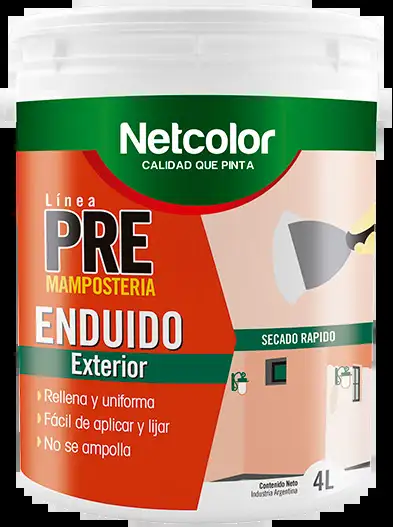 Netcolor
CALIDAD QUE PINTA
Línea
PRE
MAMPOSTERIA
ENDUIDO
Exterior
Rellena y uniforma
Fácil de aplicar y lijar
No se ampolla
SECADO RAPIDO
Contenido Neto
Industria Argentina
4L